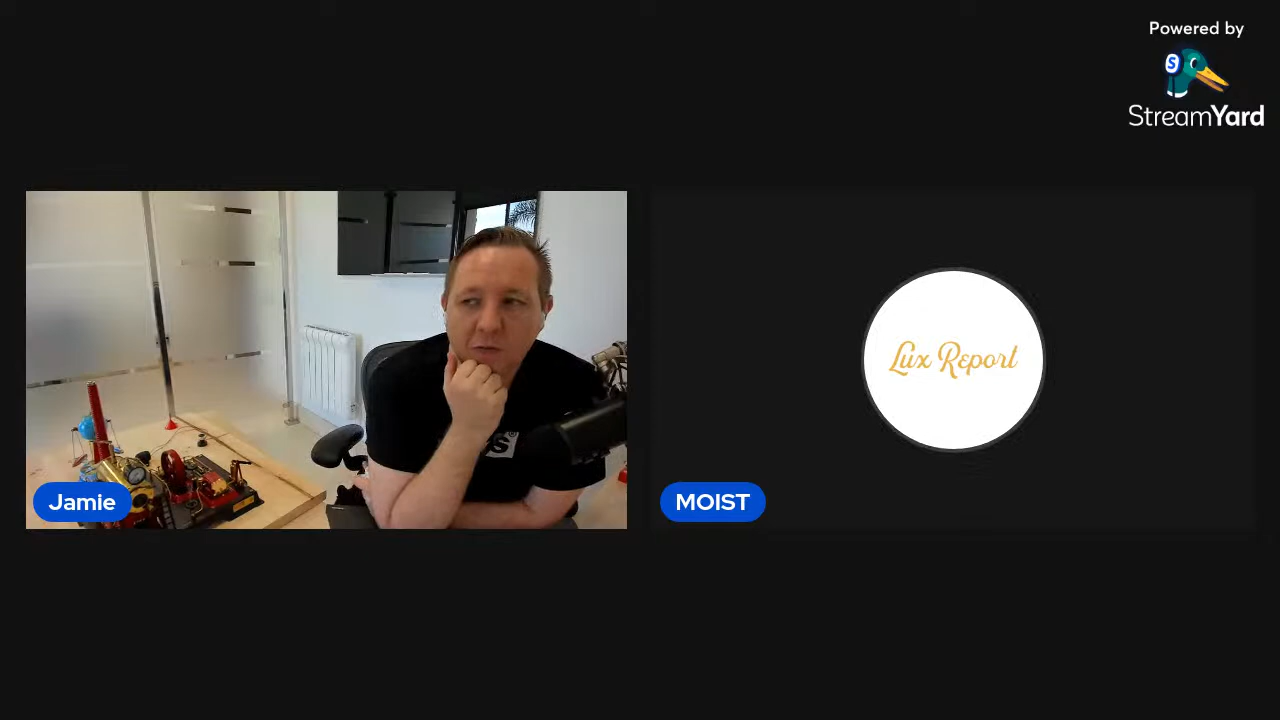 Powered by
S
StreamYard
Lux Report
Jamie
MOIST